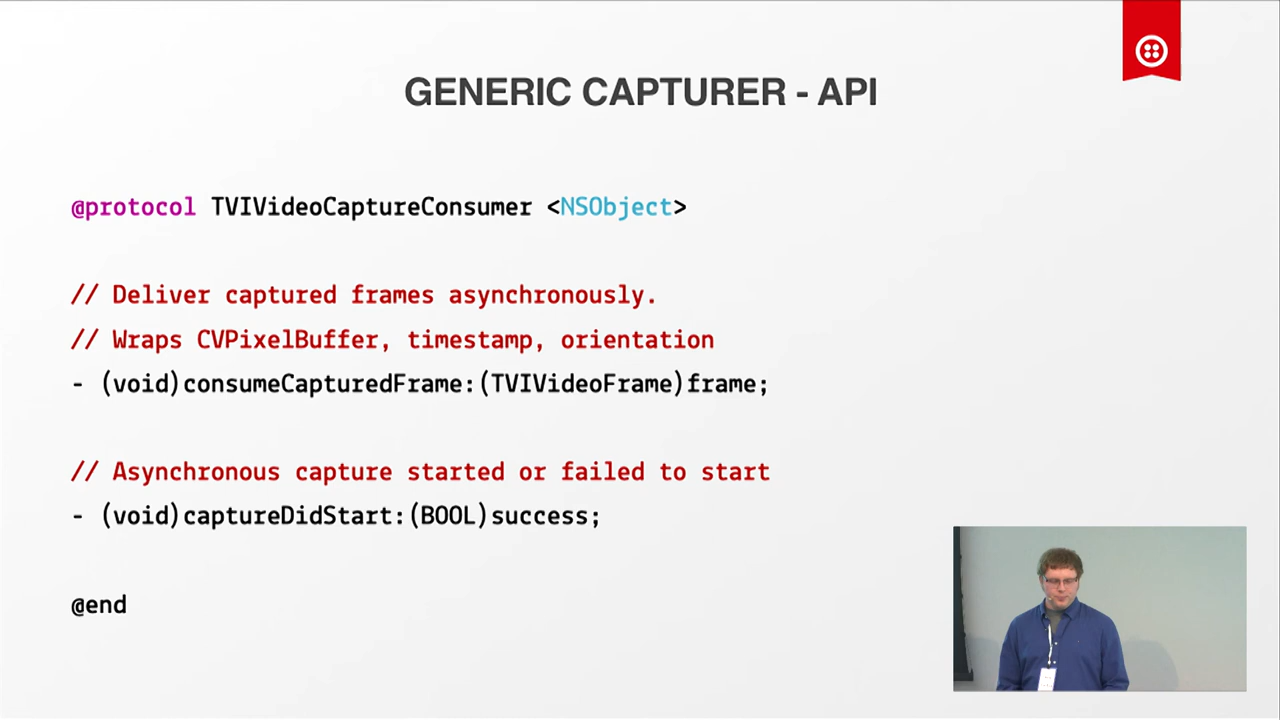 GENERIC CAPTURER - API
@protocol TVIVideoCaptureConsumer <NSObject>
// Deliver captured frames asynchronously.
// Wraps CVPixelBuffer, timestamp, orientation
- (void)consumeCapturedFrame:(TVIVideoFrame)frame;
// Asynchronous capture started or failed to start
- (void)captureDidStart:(BOOL)success;
@end